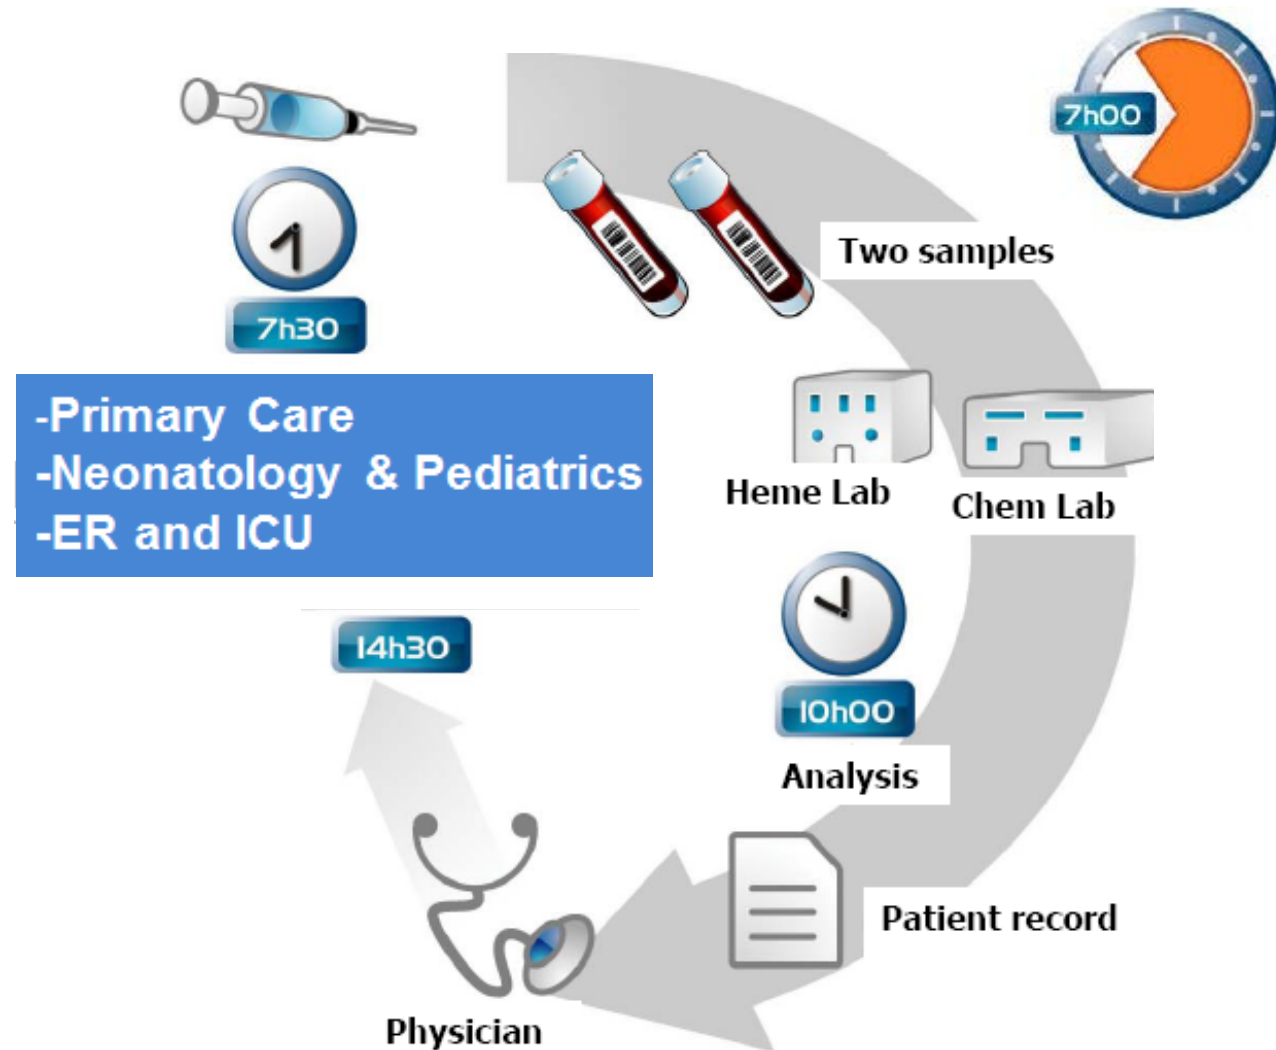 7h00
Two samples
7h30
-Primary Care
-Neonatology & Pediatrics
-ER and ICU
Heme Lab
Chem Lab
14h30
10h00
Analysis
Patient record
Physician